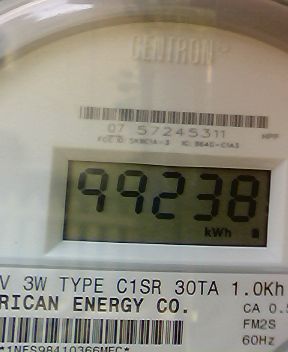 CENTRON
07 57245311 HPF
99238
kWh
V 3W TYPE C1SR 30TA 1.0Kh
RICAN ENERGY CO. CA 0.5
FM2S
60Hz